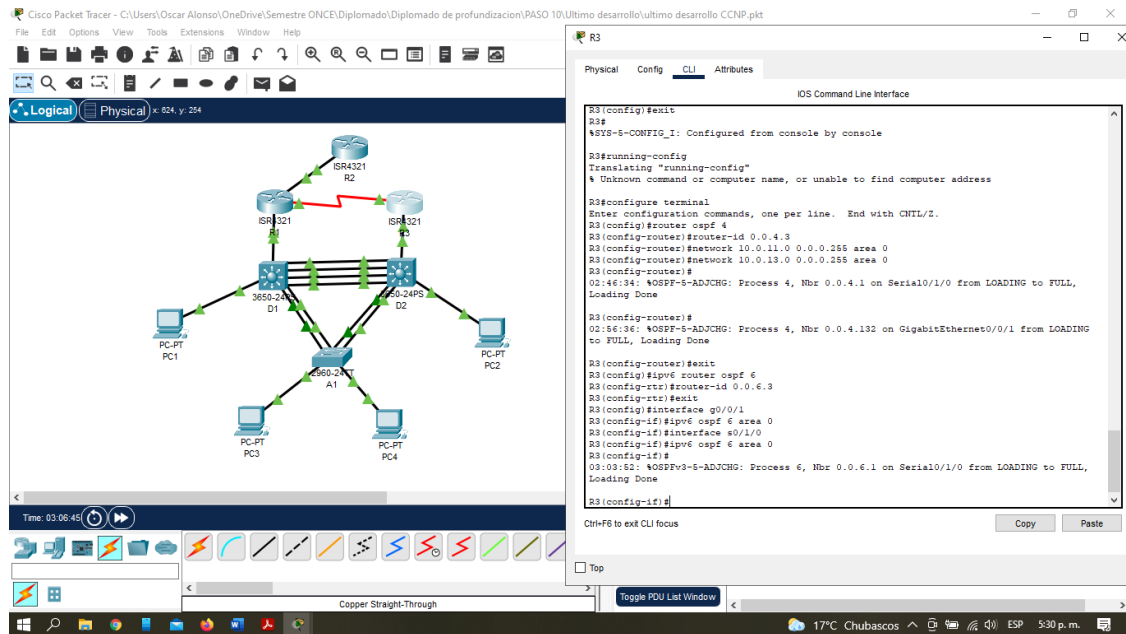 Cisco Packet Tracer - C:\Users\Oscar Alonso\OneDrive\Semestre ONCE\Diplomado\Diplomado de profundizacion\PASO 10\Ultimo desarrollo\ultimo desarrollo CCNP.pkt
File Edit Options View Tools Extensions Window Help
Logical Physical x: 624, y: 254
ISR4321
R2
ISR4321
R1
ISR4321
R3
3650-24PS
D1
D2
PC-PT
PC1
PC-PT
PC2
2960-24TT
A1
PC-PT
PC3
PC-PT
PC4
Time: 03:06:45
Copper Straight-Through
R3
Physical Config CLI Attributes
IOS Command Line Interface
R3(config)#exit
R3#
%SYS-5-CONFIG_I: Configured from console by console
R3#running-config
Translating "running-config"
% Unknown command or computer name, or unable to find computer address
R3#configure terminal
Enter configuration commands, one per line. End with CNTL/Z.
R3(config)#router ospf 4
R3(config-router)#router-id 0.0.4.3
R3(config-router)#network 10.0.11.0 0.0.0.255 area 0
R3(config-router)#network 10.0.13.0 0.0.0.255 area 0
R3(config-router)#
02:46:34: %OSPF-5-ADJCHG: Process 4, Nbr 0.0.4.1 on Serial0/1/0 from LOADING to FULL,
Loading Done
R3(config-router)#
02:56:36: %OSPF-5-ADJCHG: Process 4, Nbr 0.0.4.132 on GigabitEthernet0/0/1 from LOADING
to FULL, Loading Done
R3(config-router)#exit
R3(config)#ipv6 router ospf 6
R3(config-rtr)#router-id 0.0.6.3
R3(config-rtr)#exit
R3(config)#interface g0/0/1
R3(config-if)#ipv6 ospf 6 area 0
R3(config-if)#interface s0/1/0
R3(config-if)#ipv6 ospf 6 area 0
R3(config-if)#
03:03:52: %OSPFv3-5-ADJCHG: Process 6, Nbr 0.0.6.1 on Serial0/1/0 from LOADING to FULL,
Loading Done
R3(config-if)#
Ctrl+F6 to exit CLI focus
Copy Paste
Top
Toggle PDU List Window
17°C Chubascos ESP 5:30 p. m.